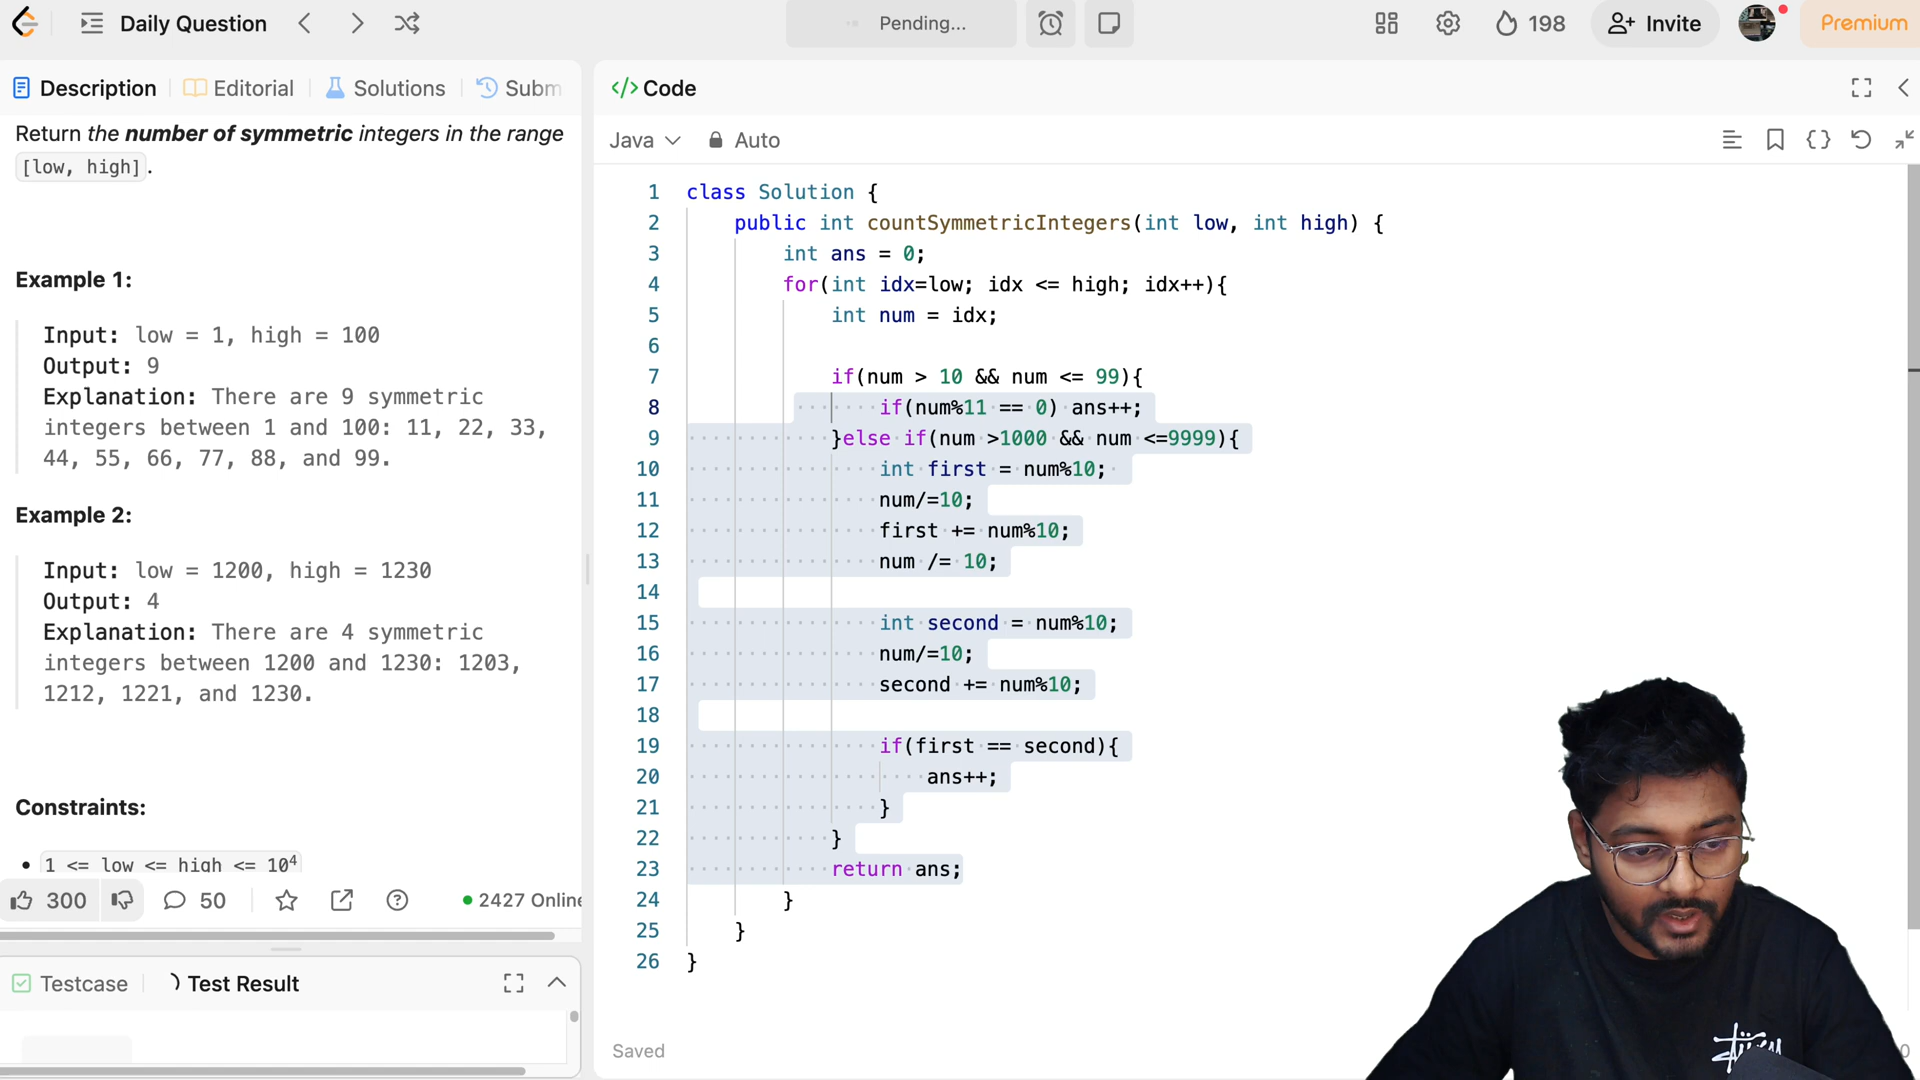 Daily Question
Pending...
198
Invite
Premium
Description
Editorial
Solutions
Subm
Code
Return the number of symmetric integers in the range
[low, high].
Java
Auto
Example 1:
Input: low = 1, high = 100
Output: 9
Explanation: There are 9 symmetric
integers between 1 and 100: 11, 22, 33,
44, 55, 66, 77, 88, and 99.
Example 2:
Input: low = 1200, high = 1230
Output: 4
Explanation: There are 4 symmetric
integers between 1200 and 1230: 1203,
1212, 1221, and 1230.
Constraints:
• 1 <= low <= high <= 10⁴
300
50
2427 Online
Testcase
Test Result
1 class Solution {
2 public int countSymmetricIntegers(int low, int high) {
3 int ans = 0;
4 for(int idx=low; idx <= high; idx++){
5 int num = idx;
6
7 if(num > 10 && num <= 99){
8 if(num%11 == 0) ans++;
9 }else if(num >1000 && num <=9999){
10 int first = num%10;
11 num/=10;
12 first += num%10;
13 num /= 10;
14
15 int second = num%10;
16 num/=10;
17 second += num%10;
18
19 if(first == second){
20 ans++;
21 }
22 }
23 return ans;
24 }
25 }
26 }
Saved